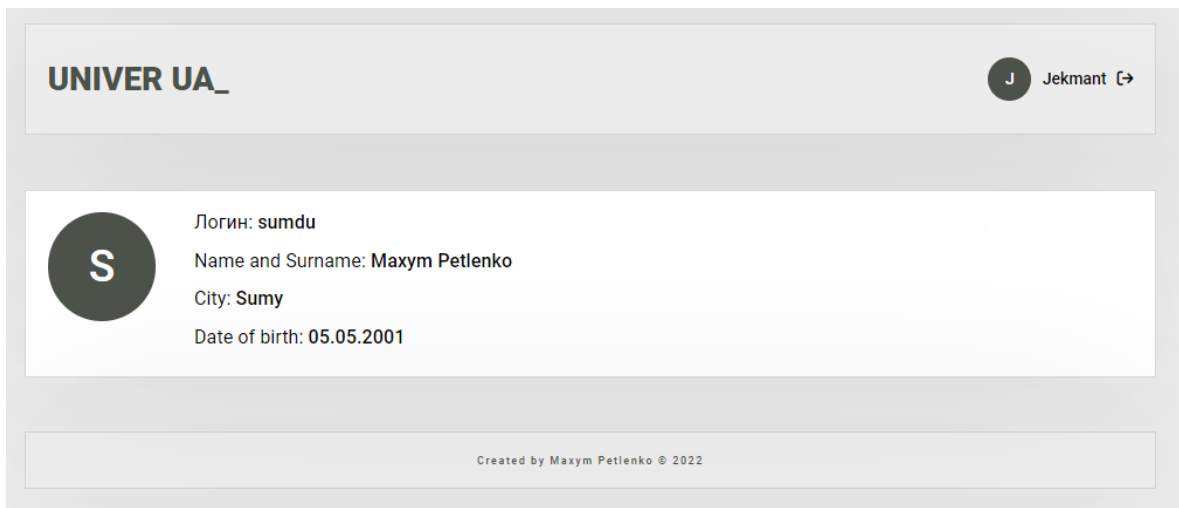 UNIVER UA_
J Jekmant
S
Логин: sumdu
Name and Surname: Maxym Petlenko
City: Sumy
Date of birth: 05.05.2001
Created by Maxym Petlenko © 2022